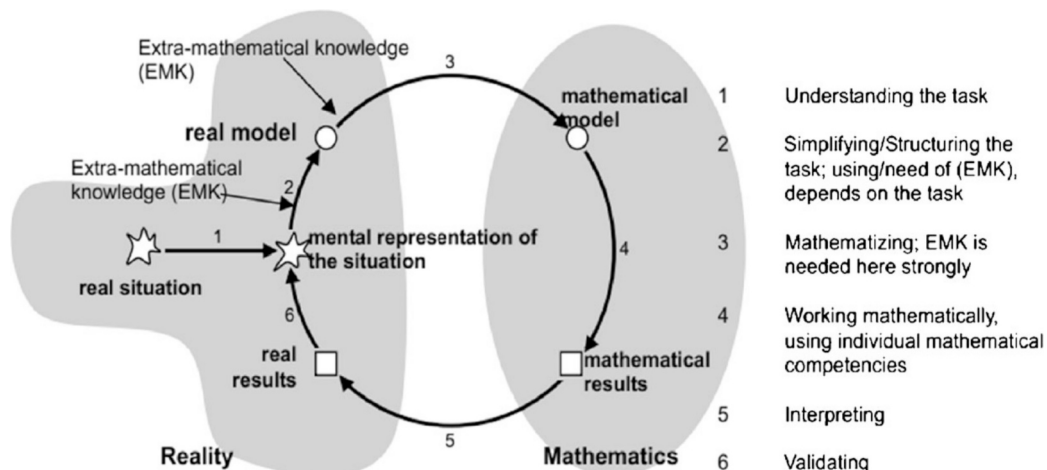 Extra-mathematical knowledge
(EMK)
3
mathematical
model
real model
Extra-mathematical
knowledge (EMK)
2
1
mental representation of
the situation
4
real situation
6
real
results
mathematical
results
5
Reality
Mathematics
1 Understanding the task
2 Simplifying/Structuring the
task; using/need of (EMK),
depends on the task
3 Mathematizing; EMK is
needed here strongly
4 Working mathematically,
using individual mathematical
competencies
5 Interpreting
6 Validating